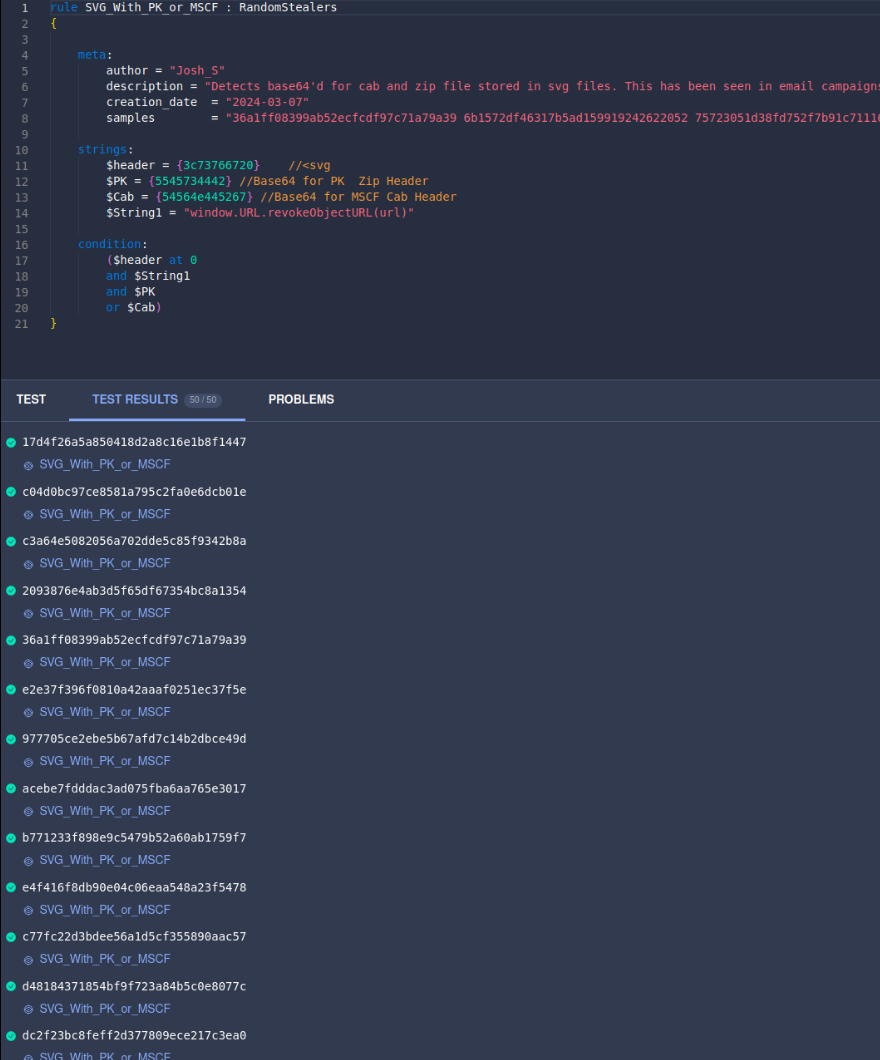 1 rule SVG_With_PK_or_MSCF : RandomStealers
2 {
3
4 meta:
5 author = "Josh_S"
6 description = "Detects base64'd for cab and zip file stored in svg files. This has been seen in email campaigns
7 creation_date = "2024-03-07"
8 samples = "36a1ff08399ab52ecfcdf97c71a79a39 6b1572df46317b5ad159919242622052 75723051d38fd752f7b91c71116
9
10 strings:
11 $header = {3c73766720} //<svg
12 $PK = {5545734442} //Base64 for PK Zip Header
13 $Cab = {54564e445267} //Base64 for MSCF Cab Header
14 $String1 = "window.URL.revokeObjectURL(url)"
15
16 condition:
17 ($header at 0
18 and $String1
19 and $PK
20 or $Cab)
21 }
TEST TEST RESULTS 50 / 50 PROBLEMS
17d4f26a5a850418d2a8c16e1b8f1447
SVG_With_PK_or_MSCF
c04d0bc97ce8581a795c2fa0e6dcb01e
SVG_With_PK_or_MSCF
c3a64e5082056a702dde5c85f9342b8a
SVG_With_PK_or_MSCF
2093876e4ab3d5f65df67354bc8a1354
SVG_With_PK_or_MSCF
36a1ff08399ab52ecfcdf97c71a79a39
SVG_With_PK_or_MSCF
e2e37f396f0810a42aaaf0251ec37f5e
SVG_With_PK_or_MSCF
977705ce2ebe5b67afd7c14b2dbce49d
SVG_With_PK_or_MSCF
acebe7fdddac3ad075fba6aa765e3017
SVG_With_PK_or_MSCF
b771233f898e9c5479b52a60ab1759f7
SVG_With_PK_or_MSCF
e4f416f8db90e04c06eaa548a23f5478
SVG_With_PK_or_MSCF
c77fc22d3bdee56a1d5cf355890aac57
SVG_With_PK_or_MSCF
d48184371854bf9f723a84b5c0e8077c
SVG_With_PK_or_MSCF
dc2f23bc8feff2d377809ece217c3ea0
SVG_With_PK_or_MSCF